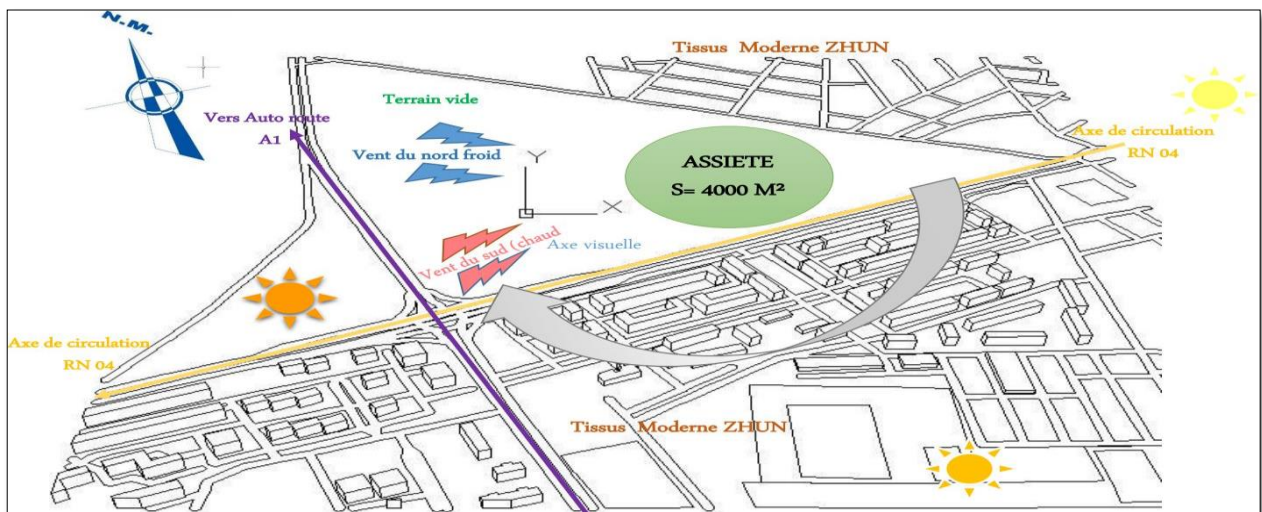 N.M.
Tissus Moderne ZHUN
Terrain vide
Vers Auto route
A1
Axe de circulation
RN 04
Vent du nord froid
Y
X
ASSIETE
S= 4000 M²
Vent du sud (chaud
Axe visuelle
Axe de circulation
RN 04
Tissus Moderne ZHUN